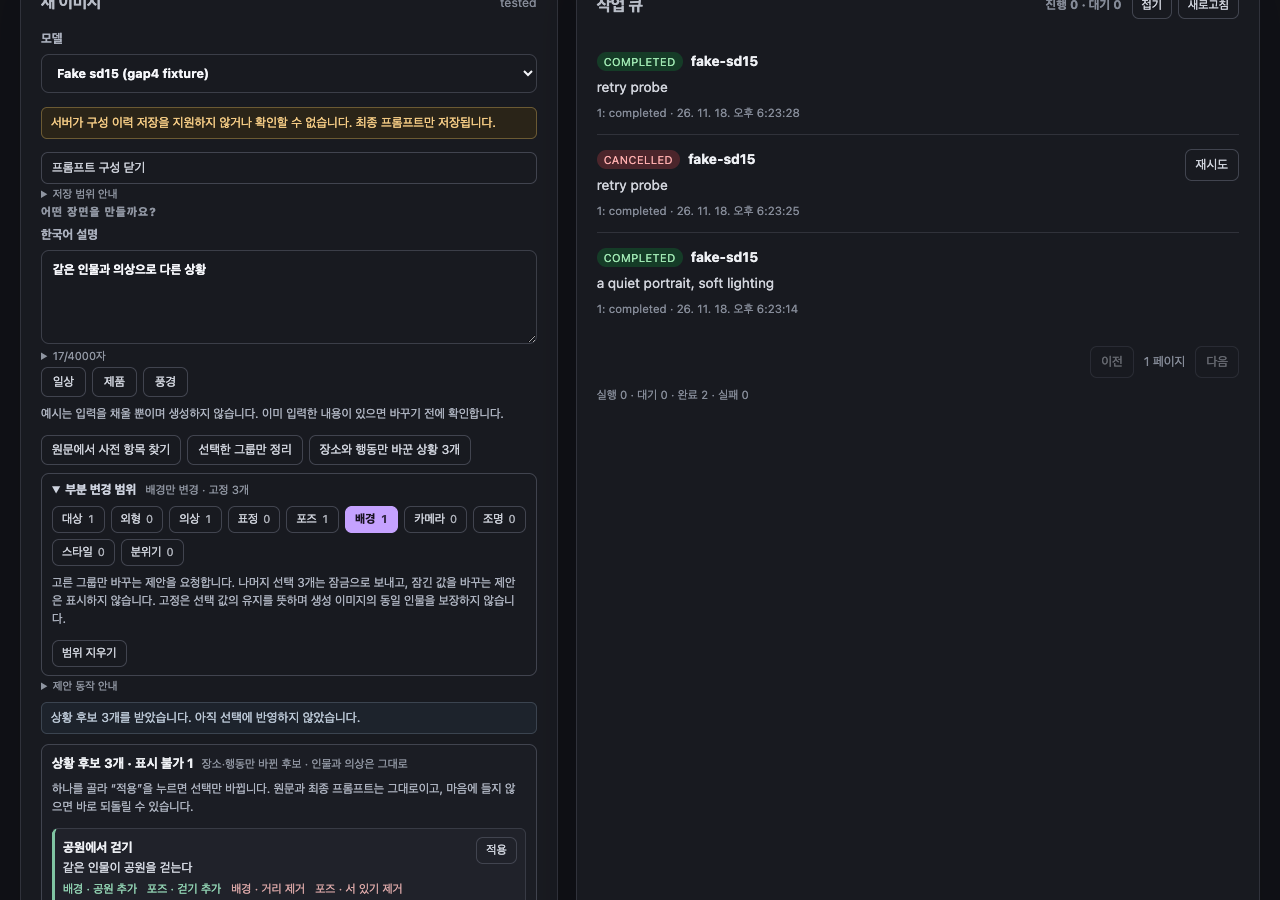 새 이미지
tested
모델
Fake sd15 (gap4 fixture)
서버가 구성 이력 저장을 지원하지 않거나 확인할 수 없습니다. 최종 프롬프트만 저장됩니다.
프롬프트 구성 닫기
▶ 저장 범위 안내
어떤 장면을 만들까요?
한국어 설명
같은 인물과 의상으로 다른 상황
▶ 17/4000자
일상 제품 풍경
예시는 입력을 채울 뿐이며 생성하지 않습니다. 이미 입력한 내용이 있으면 바꾸기 전에 확인합니다.
원문에서 사전 항목 찾기 선택한 그룹만 정리 장소와 행동만 바꾼 상황 3개
▼ 부분 변경 범위 배경만 변경 · 고정 3개
대상 1 외형 0 의상 1 표정 0 포즈 1 배경 1 카메라 0 조명 0
스타일 0 분위기 0
고른 그룹만 바꾸는 제안을 요청합니다. 나머지 선택 3개는 잠금으로 보내고, 잠긴 값을 바꾸는 제안
은 표시하지 않습니다. 고정은 선택 값의 유지를 뜻하며 생성 이미지의 동일 인물을 보장하지 않습니
다.
범위 지우기
▶ 제안 동작 안내
상황 후보 3개를 받았습니다. 아직 선택에 반영하지 않았습니다.
상황 후보 3개 · 표시 불가 1 장소·행동만 바뀐 후보 · 인물과 의상은 그대로
하나를 골라 “적용”을 누르면 선택만 바뀝니다. 원문과 최종 프롬프트는 그대로이고, 마음에 들지 않
으면 바로 되돌릴 수 있습니다.
공원에서 걷기
적용
같은 인물이 공원을 걷는다
배경 · 공원 추가 포즈 · 걷기 추가 배경 · 거리 제거 포즈 · 서 있기 제거
작업 큐
진행 0 · 대기 0 접기 새로고침
COMPLETED fake-sd15
retry probe
1: completed · 26. 11. 18. 오후 6:23:28
CANCELLED fake-sd15
재시도
retry probe
1: completed · 26. 11. 18. 오후 6:23:25
COMPLETED fake-sd15
a quiet portrait, soft lighting
1: completed · 26. 11. 18. 오후 6:23:14
이전 1 페이지 다음
실행 0 · 대기 0 · 완료 2 · 실패 0